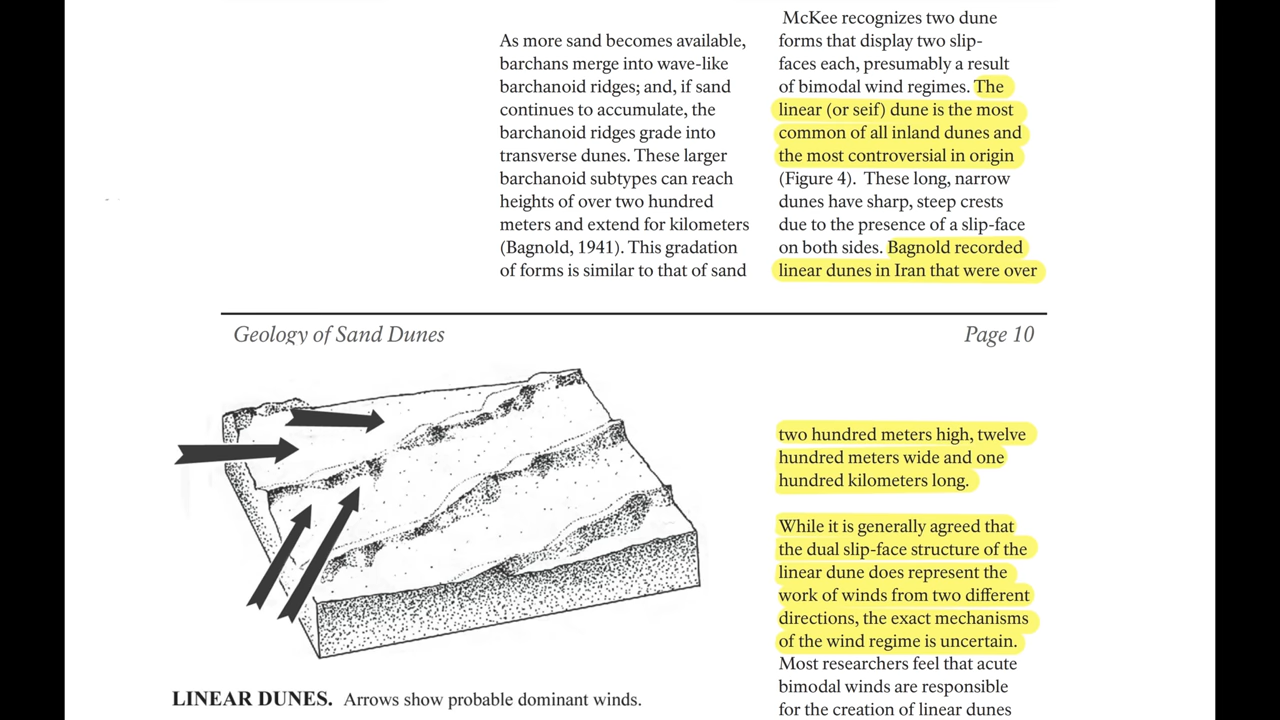 As more sand becomes available,
barchans merge into wave-like
barchanoid ridges; and, if sand
continues to accumulate, the
barchanoid ridges grade into
transverse dunes. These larger
barchanoid subtypes can reach
heights of over two hundred
meters and extend for kilometers
(Bagnold, 1941). This gradation
of forms is similar to that of sand
McKee recognizes two dune
forms that display two slip-
faces each, presumably a result
of bimodal wind regimes. The
linear (or seif) dune is the most
common of all inland dunes and
the most controversial in origin
(Figure 4). These long, narrow
dunes have sharp, steep crests
due to the presence of a slip-face
on both sides. Bagnold recorded
linear dunes in Iran that were over
Geology of Sand Dunes
Page 10
LINEAR DUNES. Arrows show probable dominant winds.
two hundred meters high, twelve
hundred meters wide and one
hundred kilometers long.
While it is generally agreed that
the dual slip-face structure of the
linear dune does represent the
work of winds from two different
directions, the exact mechanisms
of the wind regime is uncertain.
Most researchers feel that acute
bimodal winds are responsible
for the creation of linear dunes